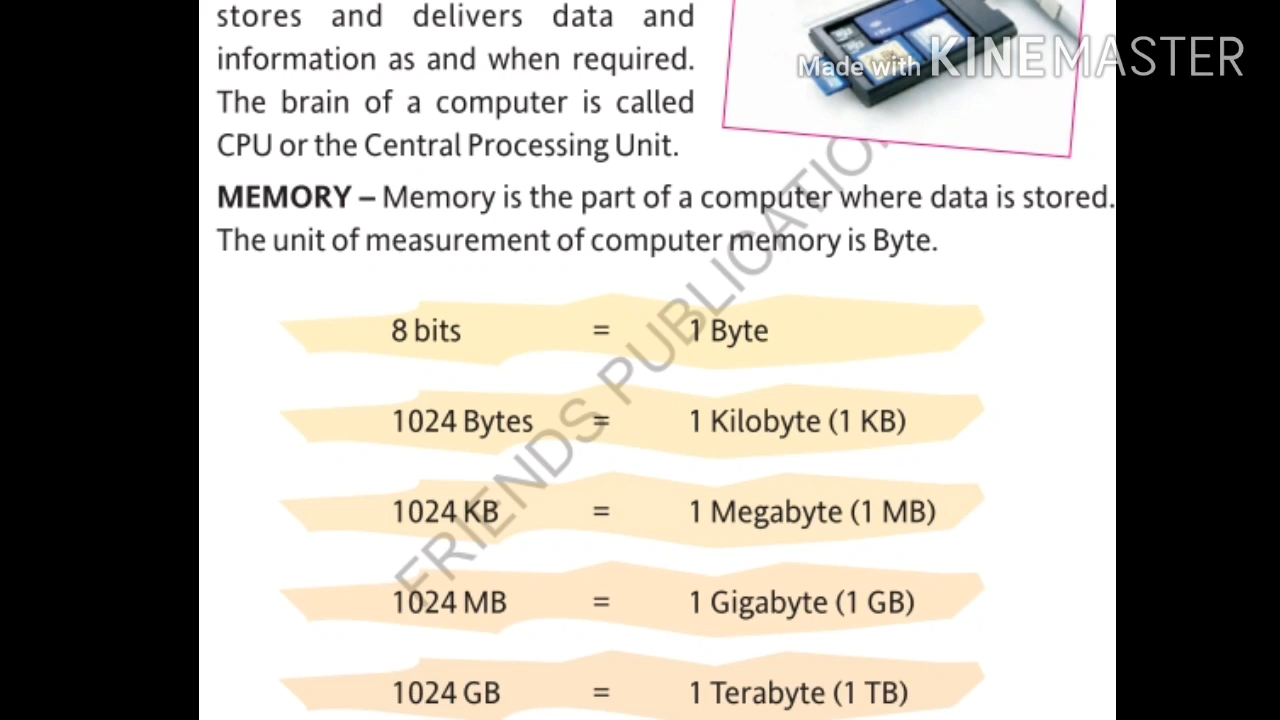 stores and delivers data and
information as and when required.
The brain of a computer is called
CPU or the Central Processing Unit.
Made with KINEMASTER
MEMORY – Memory is the part of a computer where data is stored.
The unit of measurement of computer memory is Byte.
FRIENDS PUBLICATION
8 bits = 1 Byte
1024 Bytes = 1 Kilobyte (1 KB)
1024 KB = 1 Megabyte (1 MB)
1024 MB = 1 Gigabyte (1 GB)
1024 GB = 1 Terabyte (1 TB)